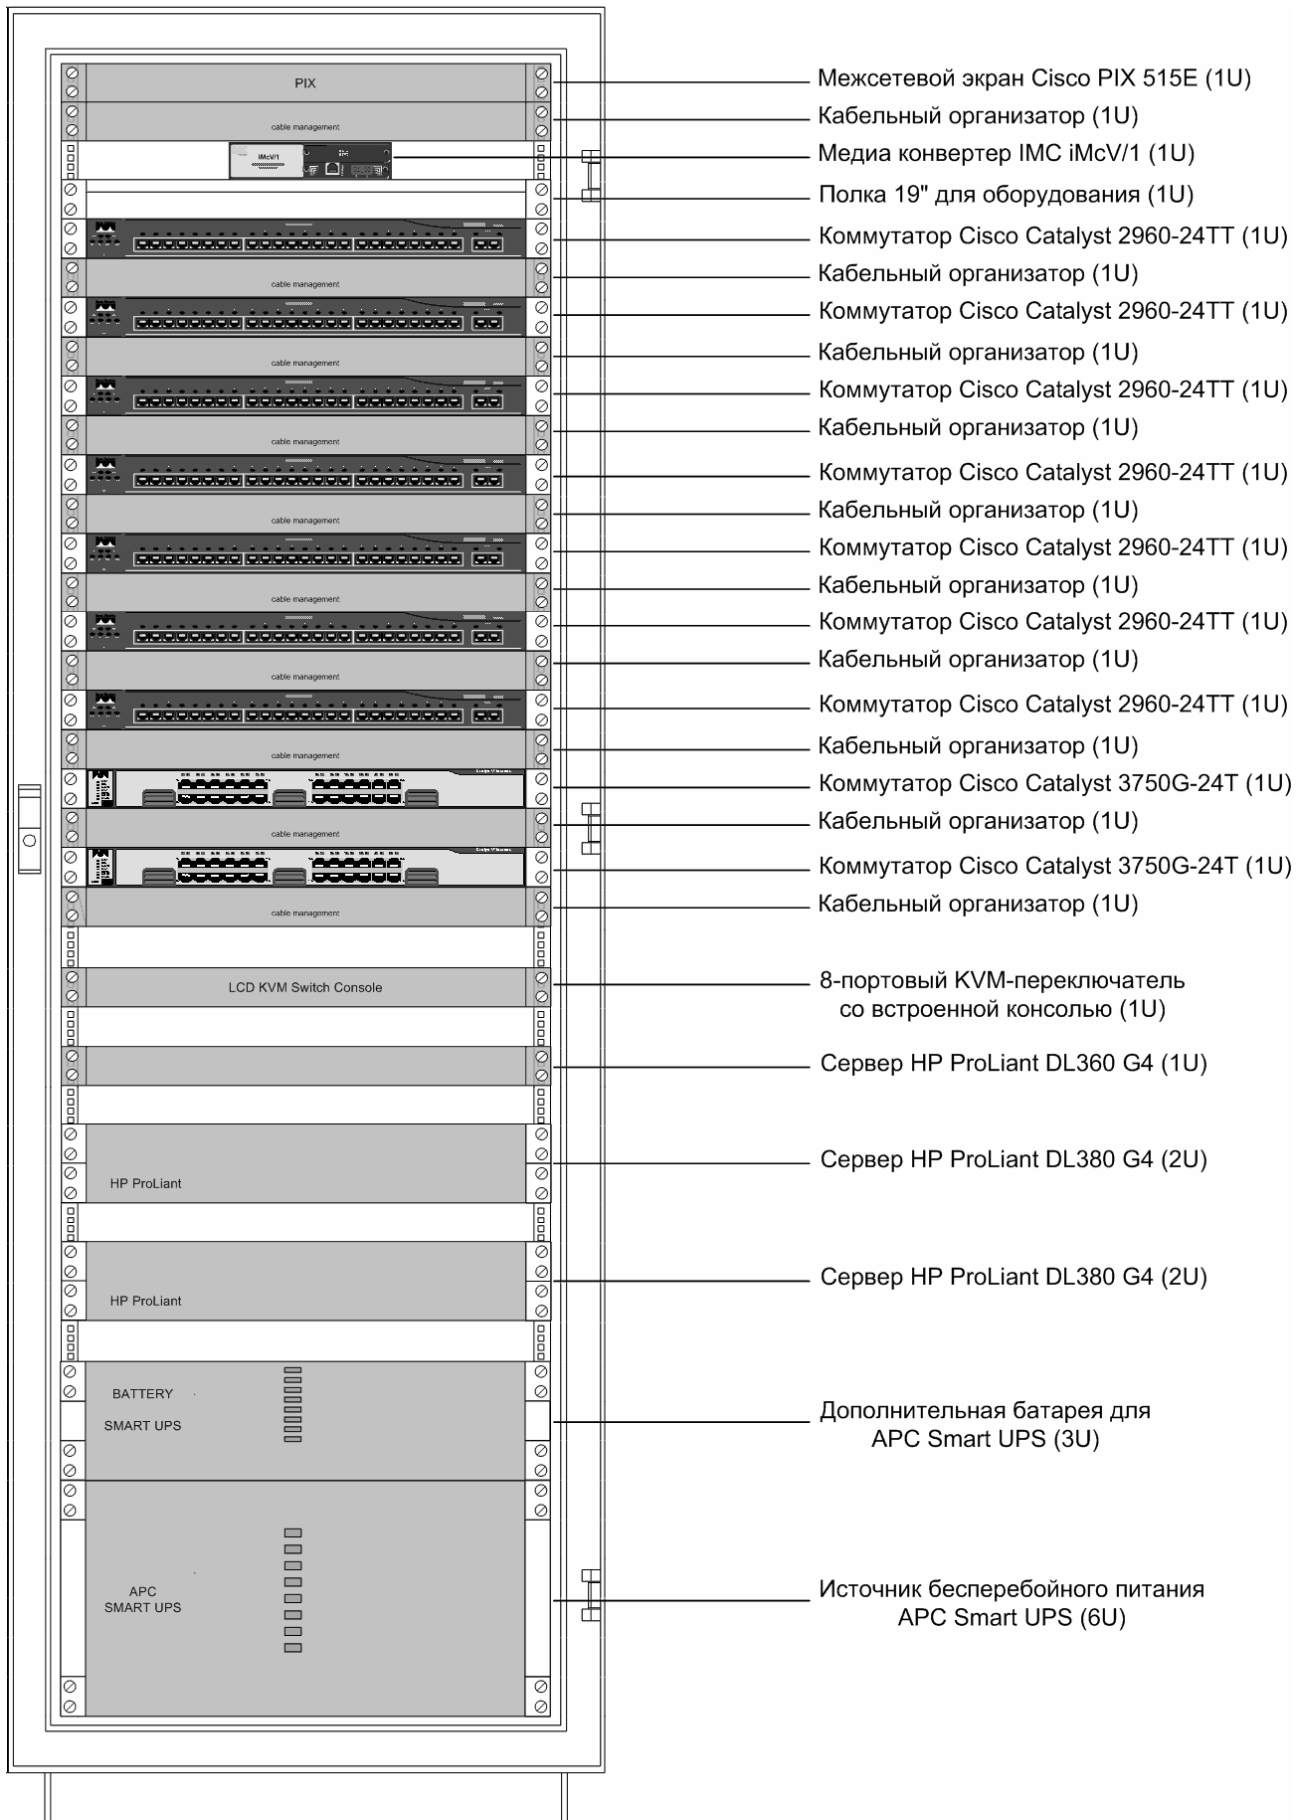 PIX
Межсетевой экран Cisco PIX 515E (1U)
cable management
Кабельный организатор (1U)
iMcV/1
Медиа конвертер IMC iMcV/1 (1U)
Полка 19" для оборудования (1U)
Коммутатор Cisco Catalyst 2960-24TT (1U)
cable management
Кабельный организатор (1U)
Коммутатор Cisco Catalyst 2960-24TT (1U)
cable management
Кабельный организатор (1U)
Коммутатор Cisco Catalyst 2960-24TT (1U)
cable management
Кабельный организатор (1U)
Коммутатор Cisco Catalyst 2960-24TT (1U)
cable management
Кабельный организатор (1U)
Коммутатор Cisco Catalyst 2960-24TT (1U)
cable management
Кабельный организатор (1U)
Коммутатор Cisco Catalyst 2960-24TT (1U)
cable management
Кабельный организатор (1U)
Коммутатор Cisco Catalyst 2960-24TT (1U)
cable management
Кабельный организатор (1U)
Коммутатор Cisco Catalyst 3750G-24T (1U)
cable management
Кабельный организатор (1U)
Коммутатор Cisco Catalyst 3750G-24T (1U)
cable management
Кабельный организатор (1U)
LCD KVM Switch Console
8-портовый KVM-переключатель
со встроенной консолью (1U)
Сервер HP ProLiant DL360 G4 (1U)
HP ProLiant
Сервер HP ProLiant DL380 G4 (2U)
HP ProLiant
Сервер HP ProLiant DL380 G4 (2U)
BATTERY
SMART UPS
Дополнительная батарея для
APC Smart UPS (3U)
APC
SMART UPS
Источник бесперебойного питания
APC Smart UPS (6U)